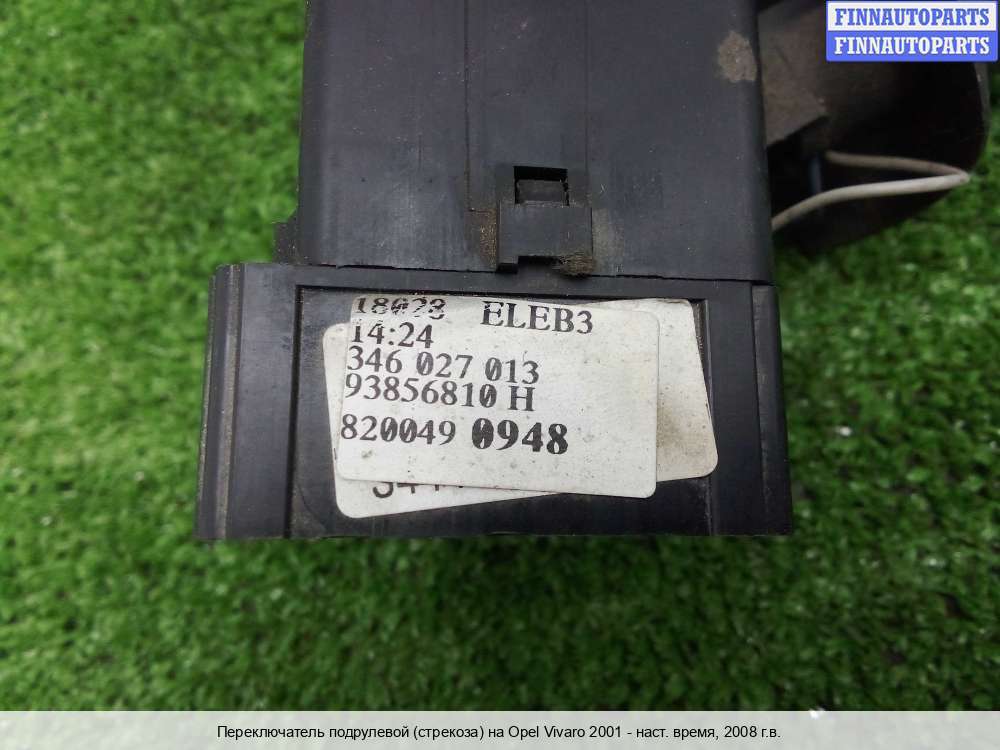 FINNAUTOPARTS
FINNAUTOPARTS
18023 ELEB3
14:24
346 027 013
93856810 H
820049 0948
Переключатель подрулевой (стрекоза) на Opel Vivaro 2001 - наст. время, 2008 г.в.